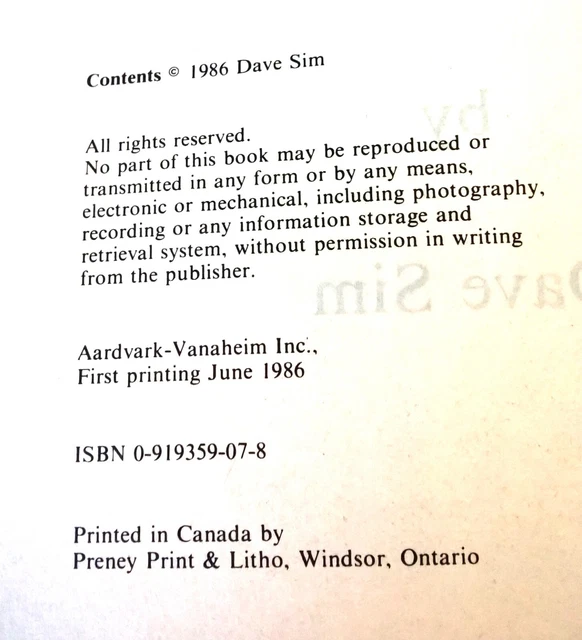 Contents © 1986 Dave Sim
All rights reserved.
No part of this book may be reproduced or
transmitted in any form or by any means,
electronic or mechanical, including photography,
recording or any information storage and
retrieval system, without permission in writing
from the publisher.
Aardvark-Vanaheim Inc.,
First printing June 1986
ISBN 0-919359-07-8
Printed in Canada by
Preney Print & Litho, Windsor, Ontario
by
Dave Sim